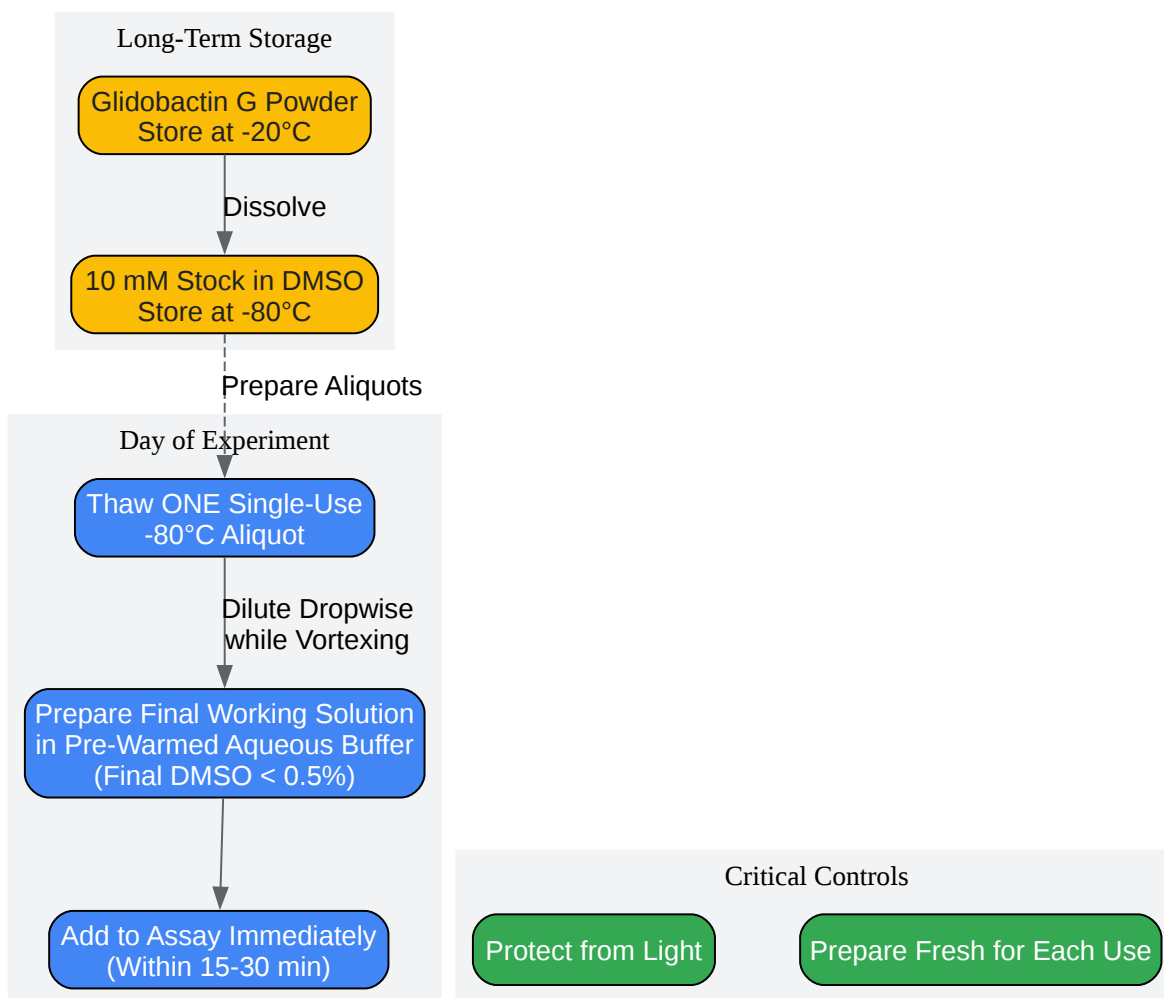 Long-Term Storage
Glidobactin G Powder
Store at -20°C
Dissolve
10 mM Stock in DMSO
Store at -80°C
Prepare Aliquots
Day of Experiment
Thaw ONE Single-Use
-80°C Aliquot
Dilute Dropwise
while Vortexing
Prepare Final Working Solution
in Pre-Warmed Aqueous Buffer
(Final DMSO < 0.5%)
Add to Assay Immediately
(Within 15-30 min)
Critical Controls
Protect from Light
Prepare Fresh for Each Use